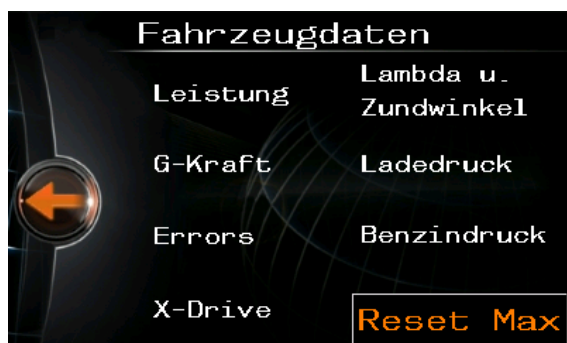 Fahrzeugdaten
Leistung
Lambda u.
Zundwinkel
G-Kraft
Ladedruck
Errors
Benzindruck
X-Drive
Reset Max